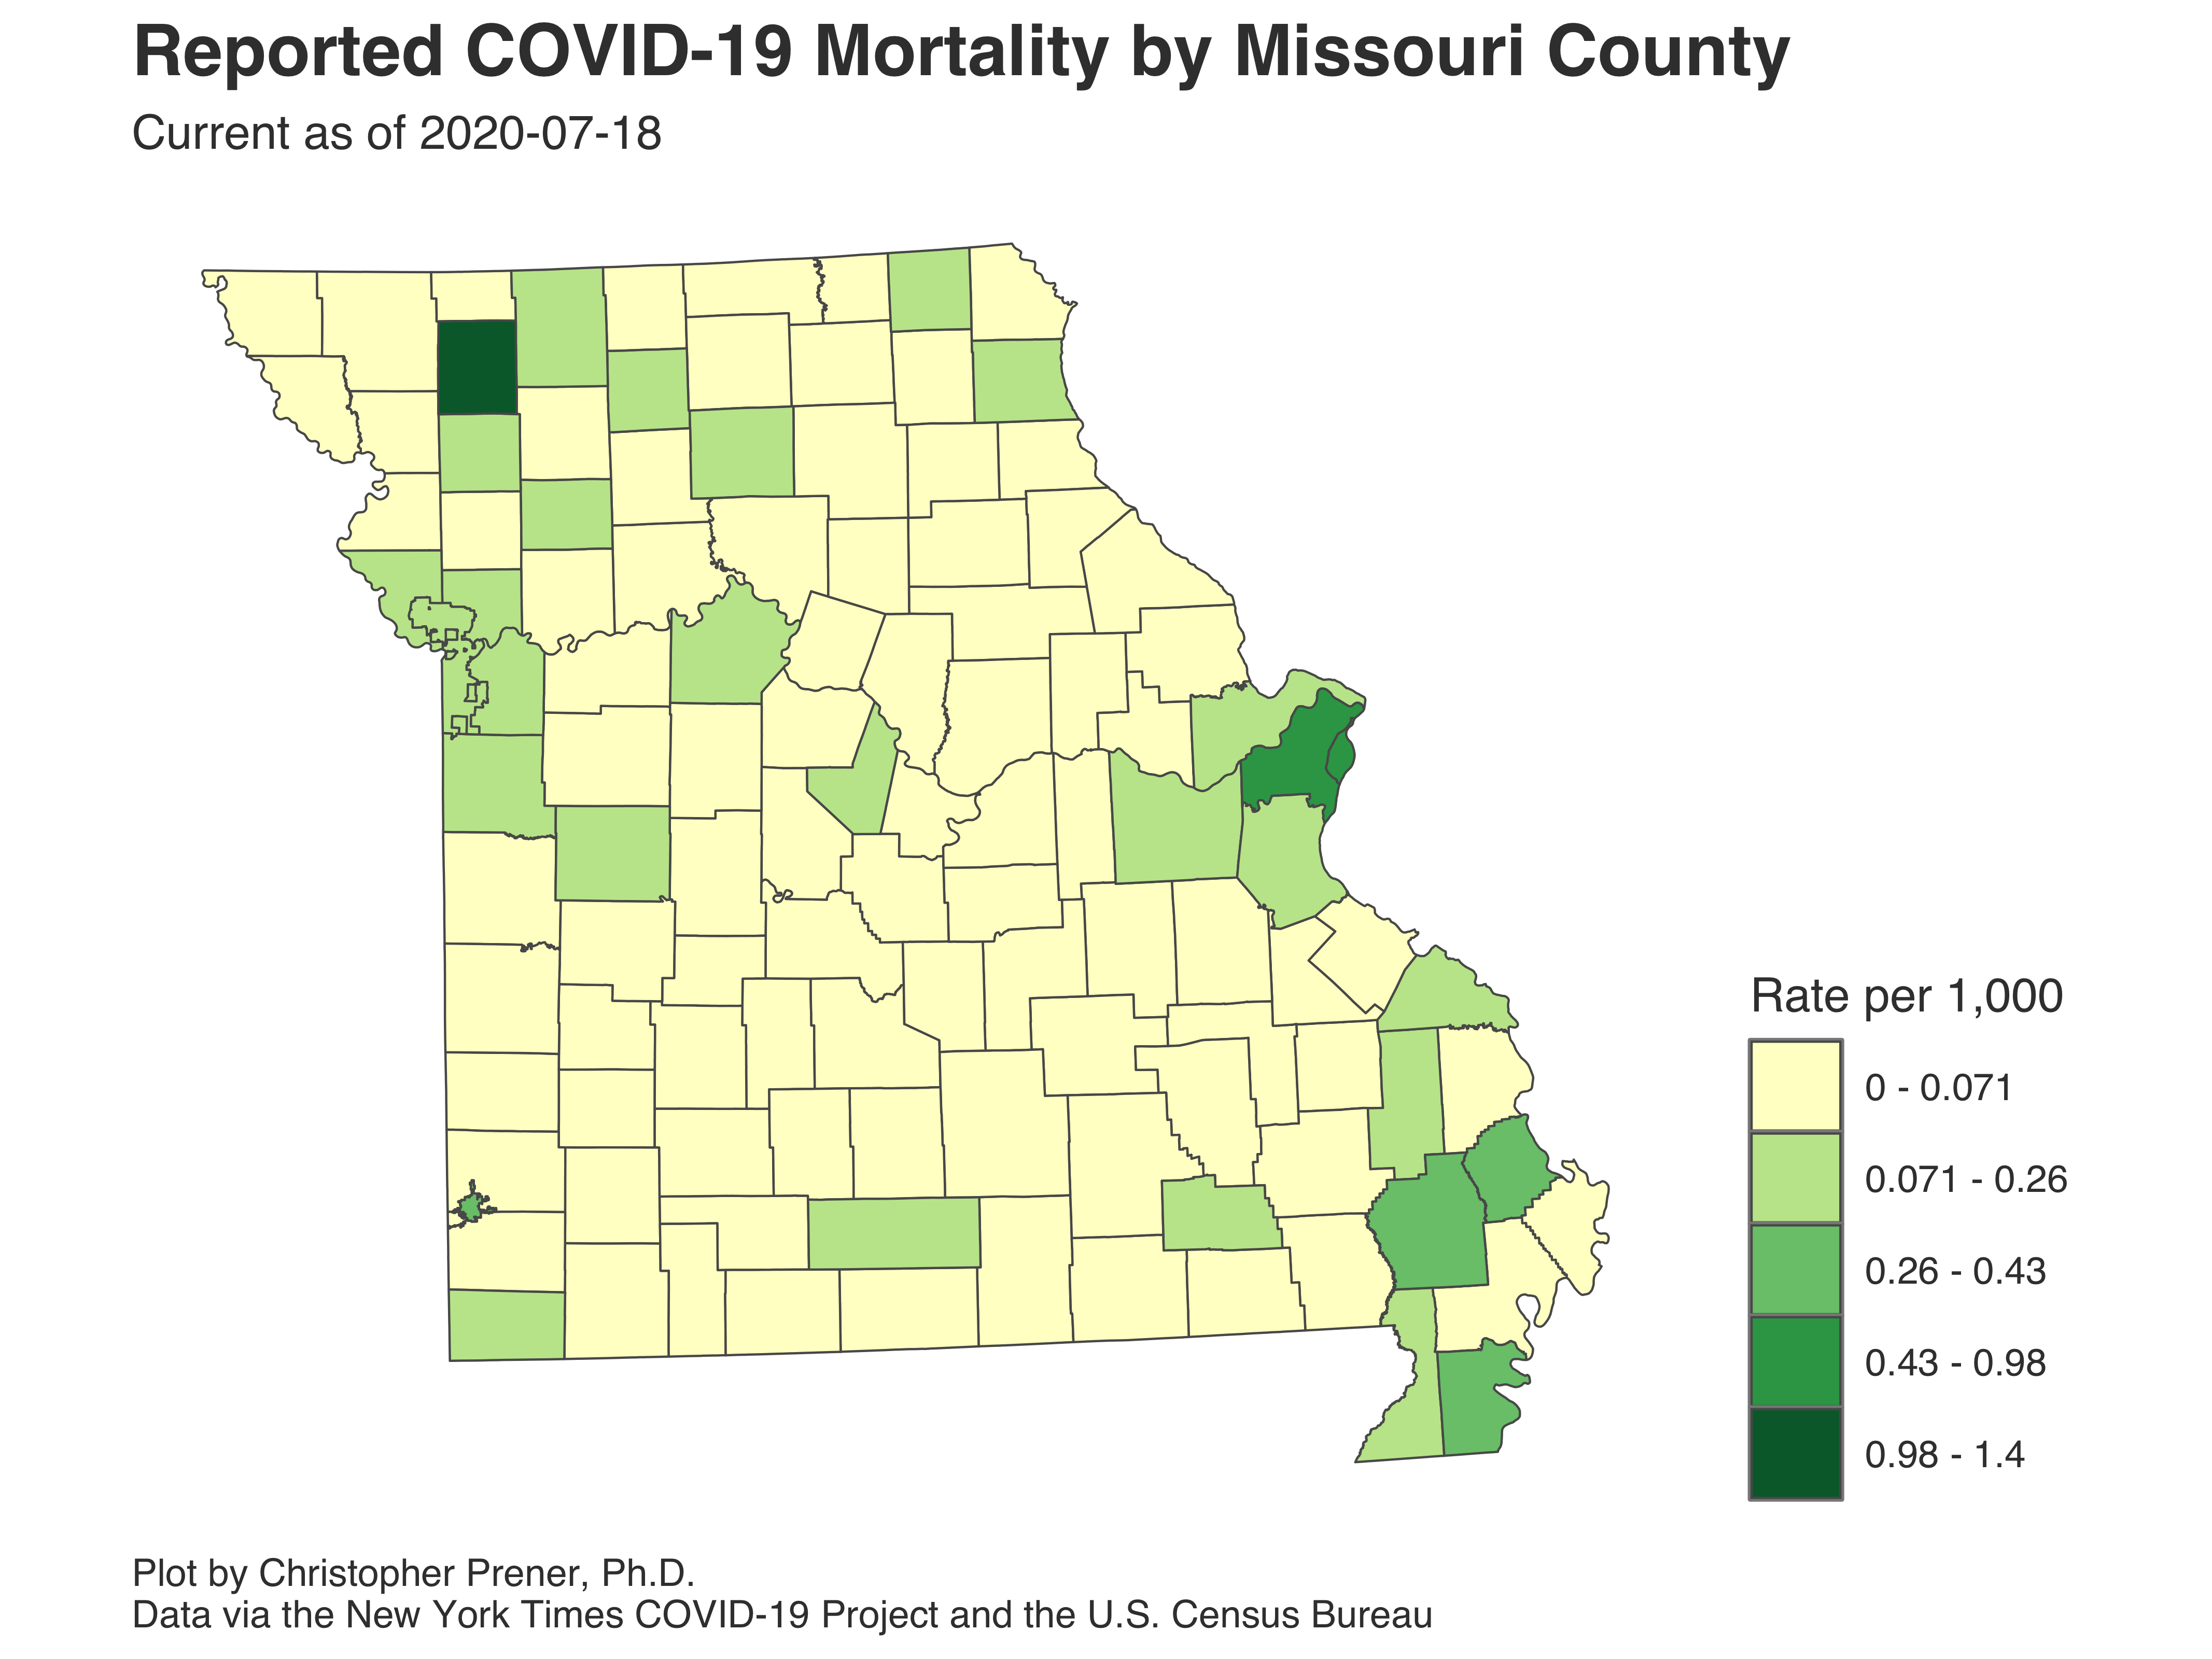 Reported COVID-19 Mortality by Missouri County
Current as of 2020-07-18
Rate per 1,000
0 - 0.071
0.071 - 0.26
0.26 - 0.43
0.43 - 0.98
0.98 - 1.4
Plot by Christopher Prener, Ph.D.
Data via the New York Times COVID-19 Project and the U.S. Census Bureau